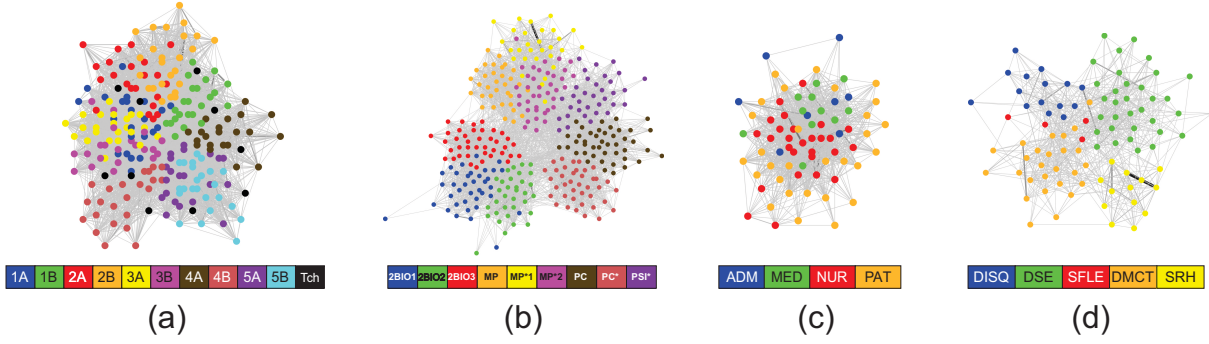 1A 1B 2A 2B 3A 3B 4A 4B 5A 5B Tch
2BIO1 2BIO2 2BIO3 MP MP*1 MP*2 PC PC* PSI*
ADM MED NUR PAT
DISQ DSE SFLE DMCT SRH
(a) (b) (c) (d)